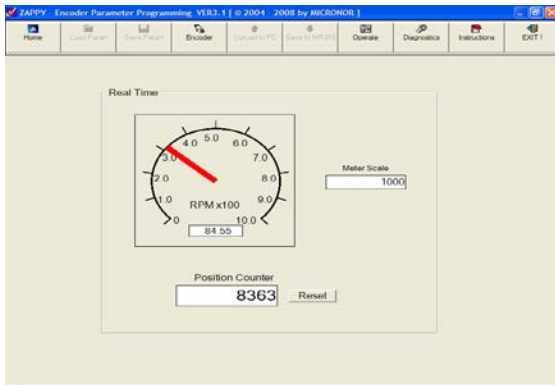 ZAPPY - Encoder Parameter Programming VER3.1 [ © 2004 - 2008 by MICRONOR ]
Home Load Param Save Param Encoder Upload to PC Operate Diagnostics Instructions EXIT !
Real Time
4.0 5.0 6.0
3.0 7.0
2.0 8.0
1.0 RPM x100 9.0
0 10.0
84.55
Meter Scale
1000
Position Counter
8363 Reset